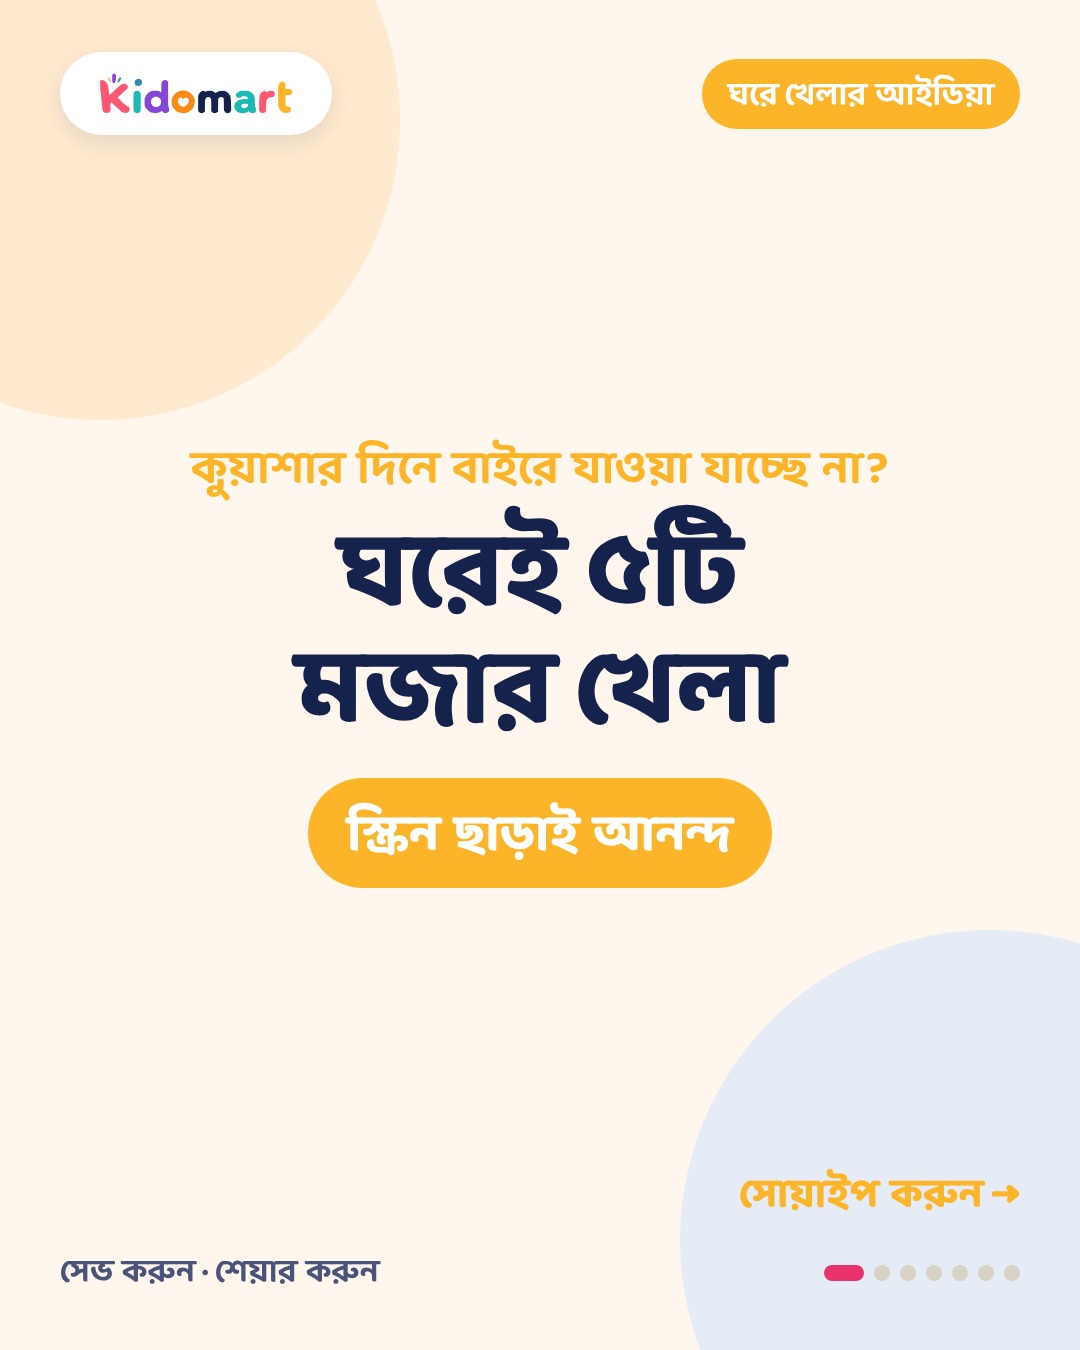 Kidomart
ঘরে খেলার আইডিয়া
কুয়াশার দিনে বাইরে যাওয়া যাচ্ছে না?
ঘরেই ৫টি
মজার খেলা
স্ক্রিন ছাড়াই আনন্দ
সোয়াইপ করুন →
সেভ করুন · শেয়ার করুন